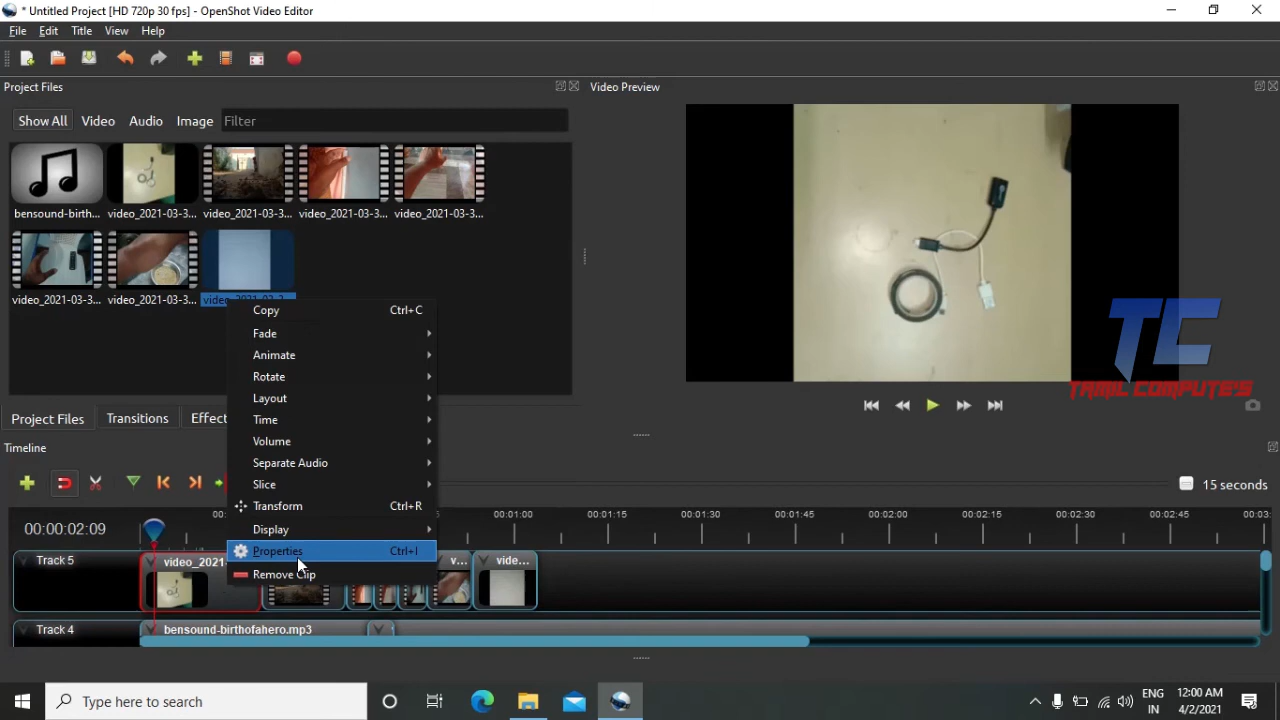 * Untitled Project [HD 720p 30 fps] - OpenShot Video Editor
File Edit Title View Help
Project Files
Video Preview
Show All Video Audio Image Filter
bensound-birth... video_2021-03-3... video_2021-03-3... video_2021-03-3... video_2021-03-3...
video_2021-03-3... video_2021-03-3... video_2021-03-3...
Copy Ctrl+C
Fade
Animate
Rotate
Layout
Time
Volume
Separate Audio
Slice
Transform Ctrl+R
Display
Properties Ctrl+I
Remove Clip
TC
TAMIL COMPUTE'S
Project Files Transitions Effect
Timeline
15 seconds
00:00:02:09
00: 00:01:00 00:01:15 00:01:30 00:01:45 00:02:00 00:02:15 00:02:30 00:02:45 00:03:
Track 5 video_2021- v... vide...
Track 4 bensound-birthofahero.mp3
Type here to search
ENG
IN
12:00 AM
4/2/2021